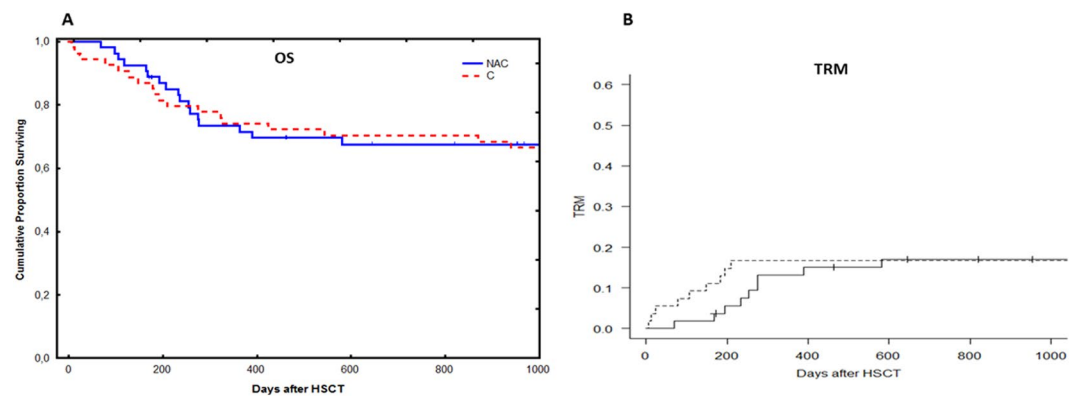 A
OS
NAC
C
1,0
0,8
0,6
0,4
0,2
0,0
Cumulative Proportion Surviving
0 200 400 600 800 1000
Days after HSCT
B
TRM
0.6
0.5
0.4
0.3
0.2
0.1
0.0
TRM
0 200 400 600 800 1000
Days after HSCT